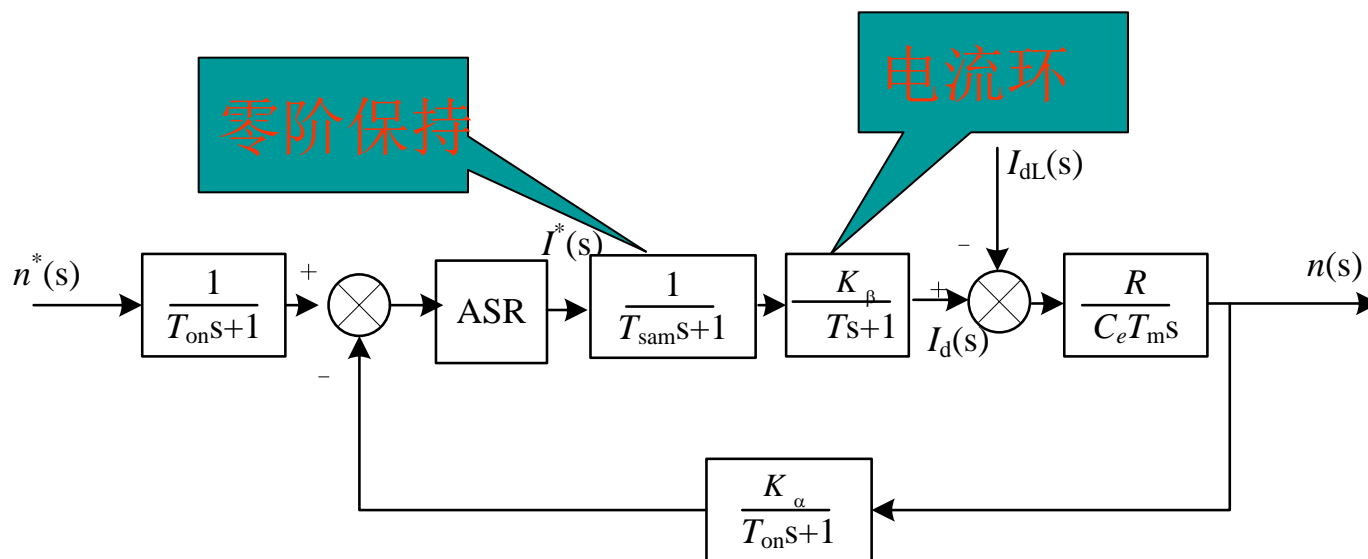 电流环
零阶保持
I_dL(s)
n*(s)
1
T_on s+1
+
-
ASR
I*(s)
1
T_sam s+1
K_β
Ts+1
+
I_d(s)
-
R
C_e T_m s
n(s)
K_α
T_on s+1